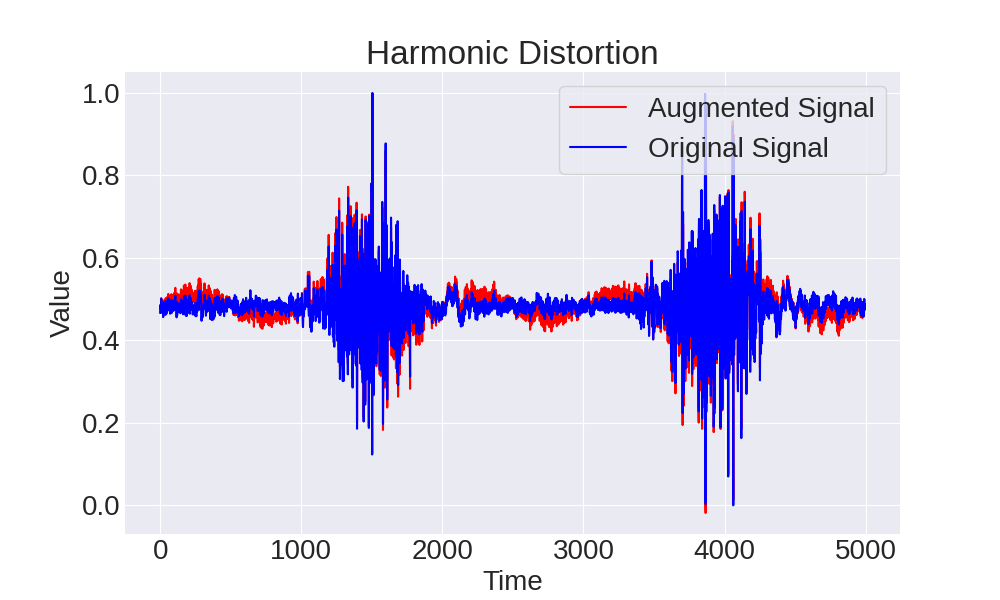 Harmonic Distortion
Augmented Signal
Original Signal
1.0
0.8
0.6
0.4
0.2
0.0
Value
0 1000 2000 3000 4000 5000
Time